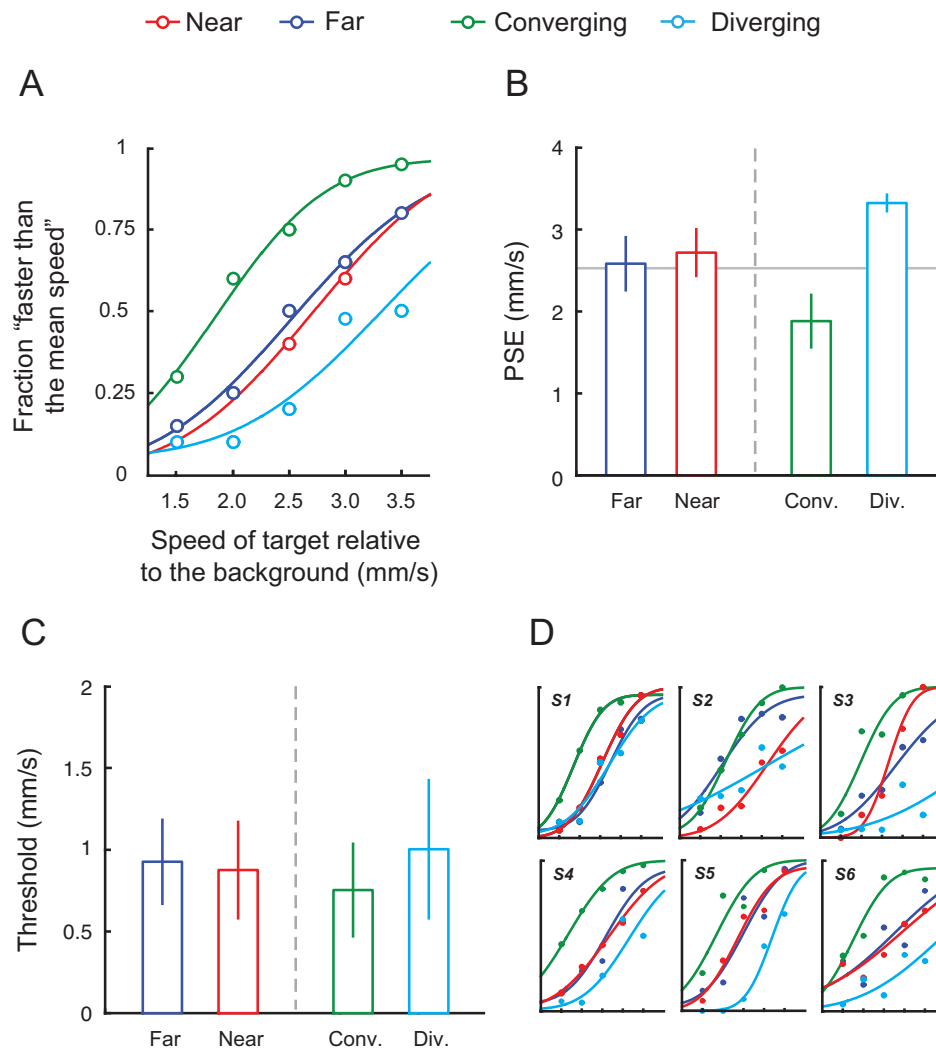 Near Far Converging Diverging
A
B
Fraction “faster than
the mean speed”
1
0.75
0.5
0.25
0
1.5 2.0 2.5 3.0 3.5
Speed of target relative
to the background (mm/s)
PSE (mm/s)
4
3
2
1
0
Far Near Conv. Div.
C
D
Threshold (mm/s)
2
1.5
1
0.5
0
Far Near Conv. Div.
S1 S2 S3
S4 S5 S6